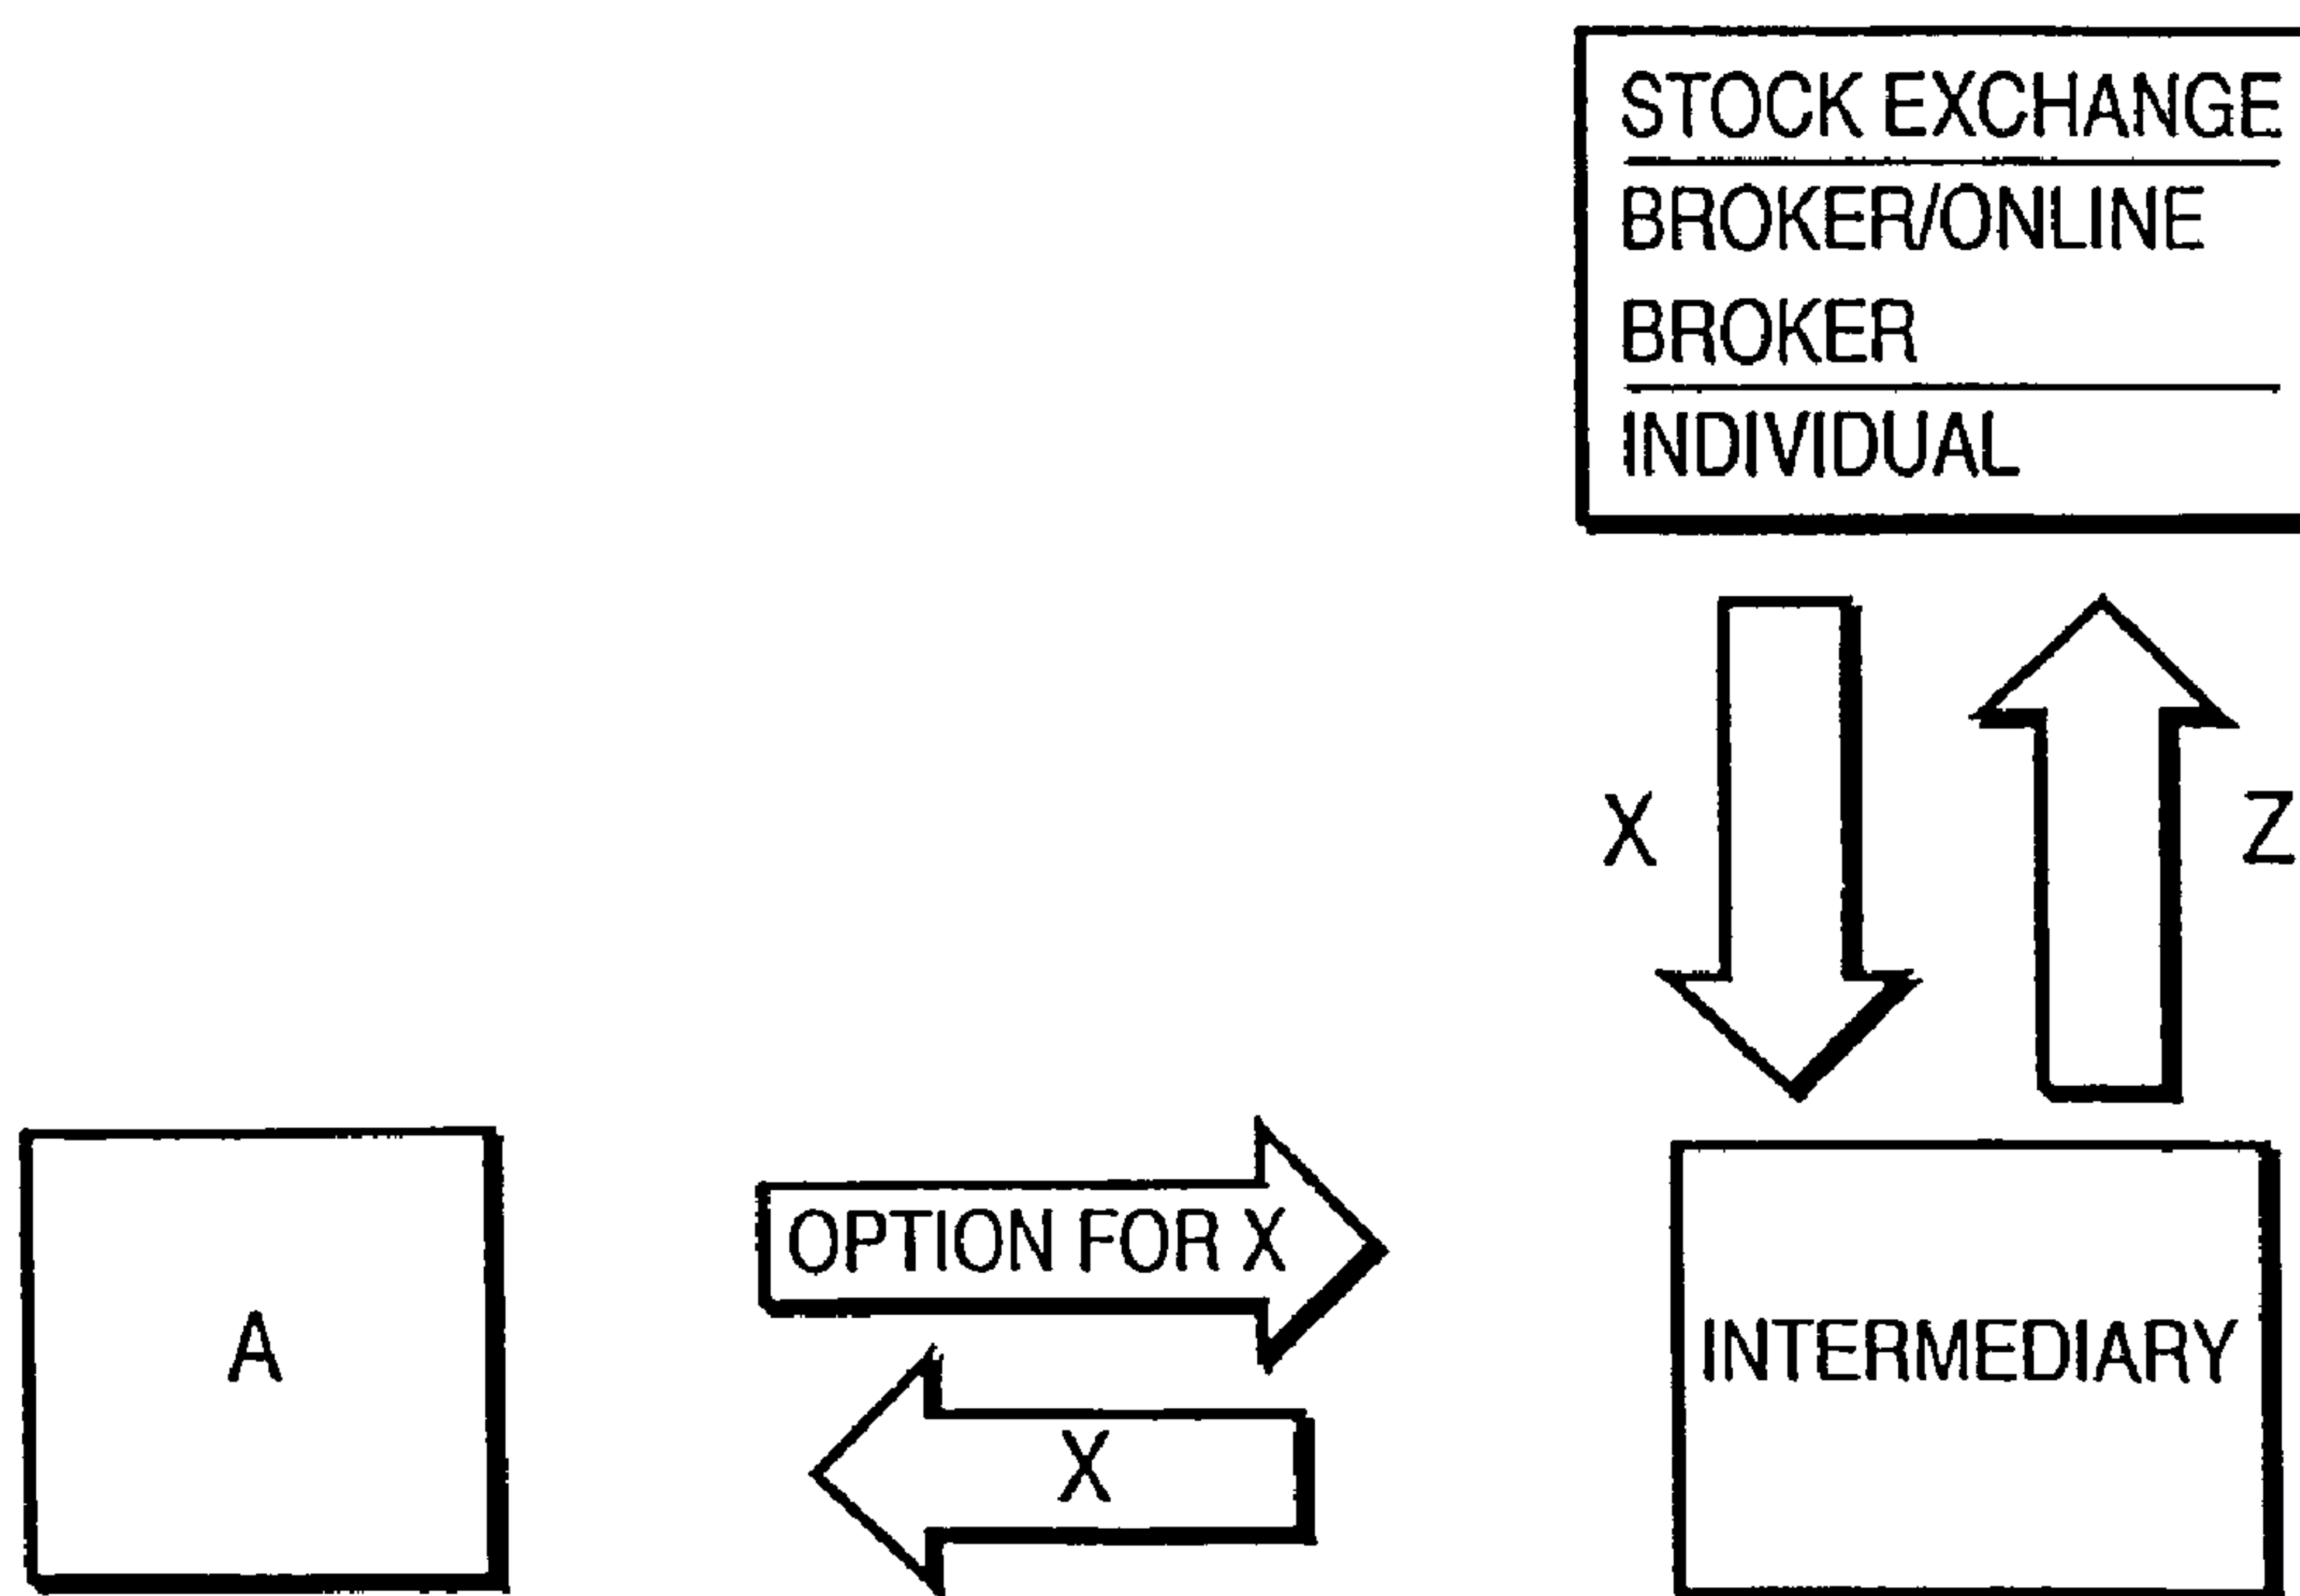 STOCK EXCHANGE
BROKER/ONLINE
BROKER
INDIVIDUAL
X
Z
OPTION FOR X
A
INTERMEDIARY
X